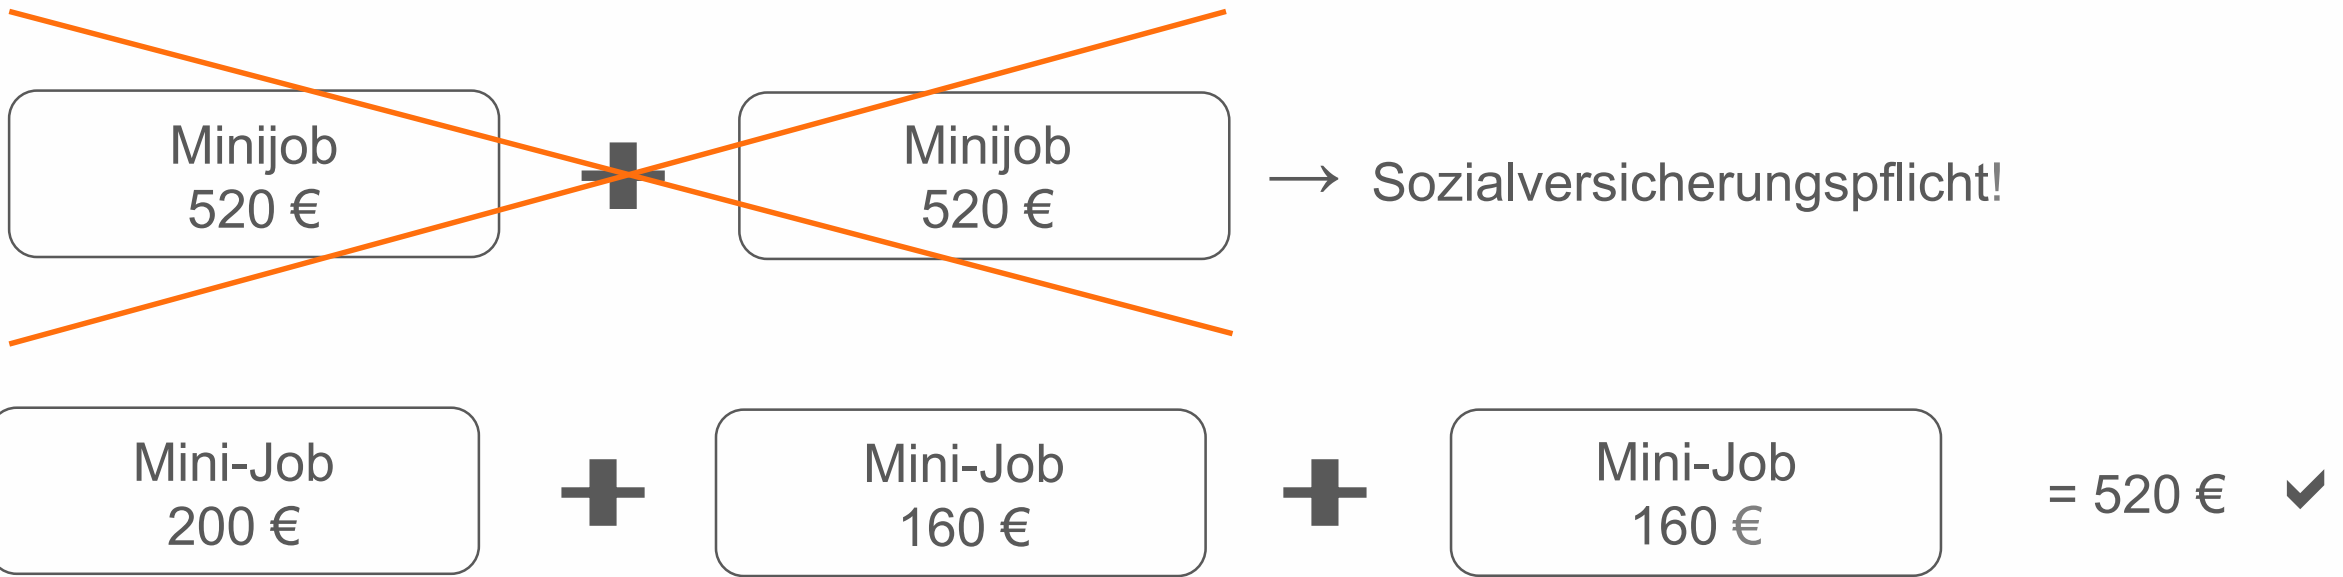 Minijob
520 €
Minijob
520 €
→ Sozialversicherungspflicht!
Mini-Job
200 €
Mini-Job
160 €
Mini-Job
160 €
= 520 € ✔